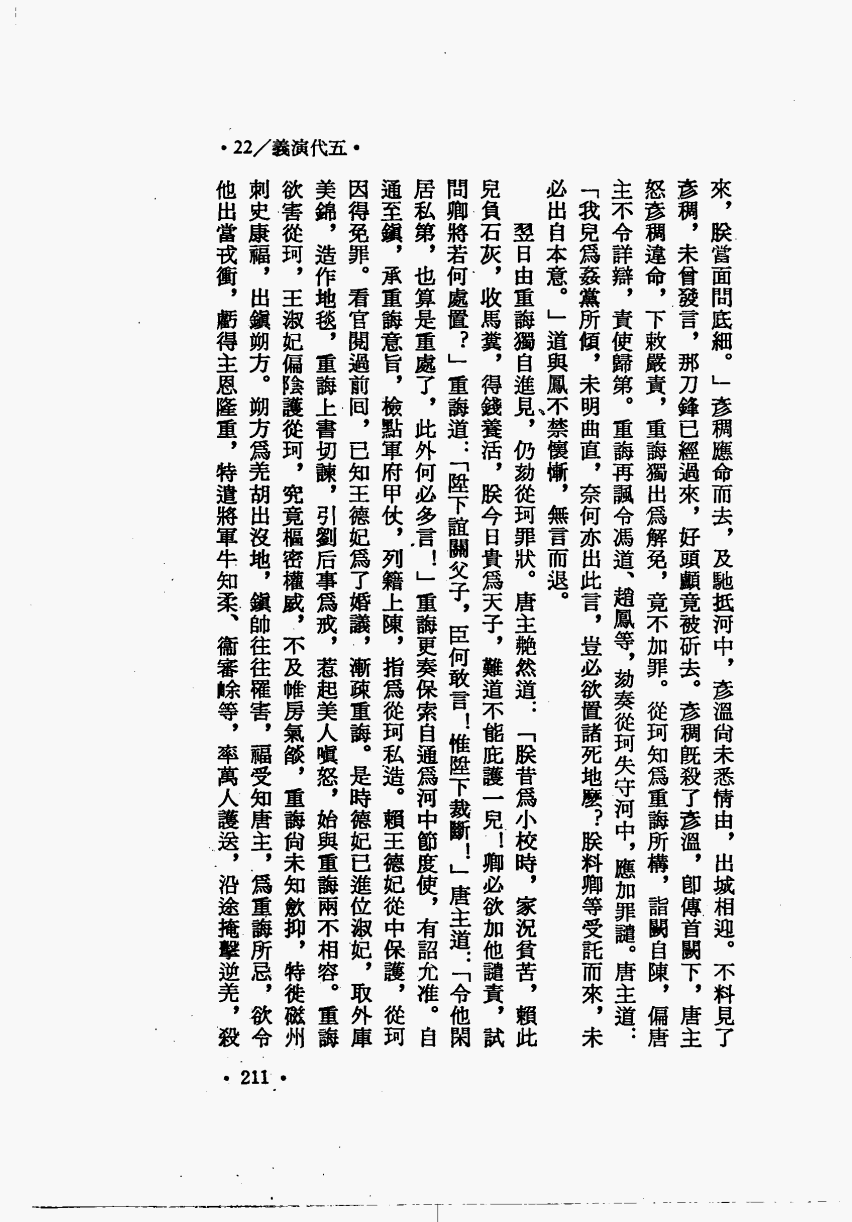 •22／義演代五•
來，朕當面問底細。」彥稠應命而去，及馳抵河中，彥溫尙未悉情由，出城相迎。不料見了
彥稠，未曾發言，那刀鋒已經過來，好頭顱竟被斫去。彥稠旣殺了彥溫，卽傳首闕下，唐主
怒彥稠違命，下敕嚴責，重誨獨出爲解免，竟不加罪。從珂知爲重誨所構，詣闕自陳，偏唐
主不令詳辯，責使歸第。重誨再諷令馮道、趙鳳等，劾奏從珂失守河中，應加罪譴。唐主道：
「我兒爲姦黨所傾，未明曲直，奈何亦出此言，豈必欲置諸死地麼？朕料卿等受託而來，未
必出自本意。」道與鳳不禁懷慚，無言而退。
翌日由重誨獨自進見，仍劾從珂罪狀。唐主艴然道：「朕昔爲小校時，家況貧苦，賴此
兒負石灰，收馬糞，得錢養活，朕今日貴爲天子，難道不能庇護一兒！卿必欲加他譴責，試
問卿將若何處置？」重誨道：「陛下誼關父子，臣何敢言！惟陛下裁斷！」唐主道：「令他閑
居私第，也算是重處了，此外何必多言！」重誨更奏保索自通爲河中節度使，有詔允准。自
通至鎭，承重誨意旨，檢點軍府甲仗，列籍上陳，指爲從珂私造。賴王德妃從中保護，從珂
因得免罪。看官閱過前回，已知王德妃爲了婚議，漸疎重誨。是時德妃已進位淑妃，取外庫
美錦，造作地毯，重誨上書切諫，引劉后事爲戒，惹起美人嗔怒，始與重誨兩不相容。重誨
欲害從珂，王淑妃偏陰護從珂，究竟樞密權威，不及帷房氣燄，重誨尙未知歛抑，特徙磁州
刺史康福，出鎭朔方。朔方爲羌胡出沒地，鎭帥往往罹害，福受知唐主，爲重誨所忌，欲令
他出當戎衝，虧得主恩隆重，特遣將軍牛知柔、衞審峹等，率萬人護送，沿途掩擊逆羌，殺
•211•